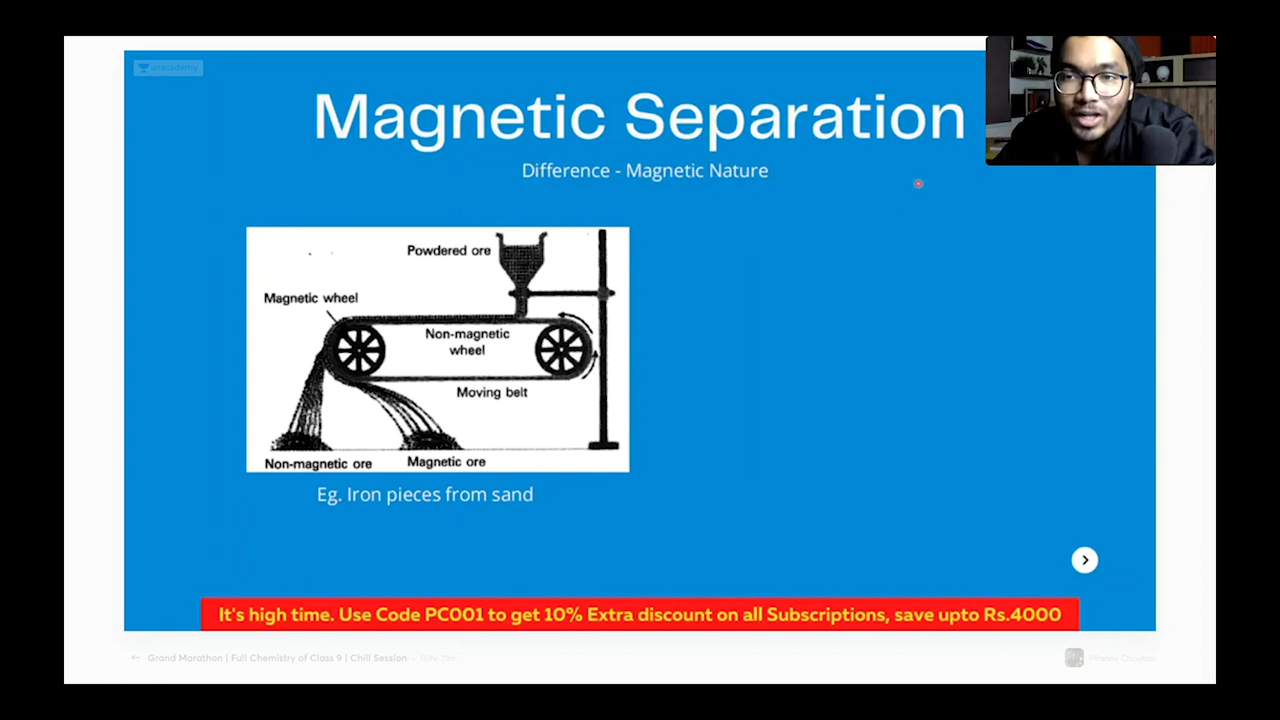 unacademy
Magnetic Separation
Difference - Magnetic Nature
Powdered ore
Magnetic wheel
Non-magnetic
wheel
Moving belt
Non-magnetic ore
Magnetic ore
Eg. Iron pieces from sand
It's high time. Use Code PC001 to get 10% Extra discount on all Subscriptions, save upto Rs.4000
Grand Marathon | Full Chemistry of Class 9 | Chill Session